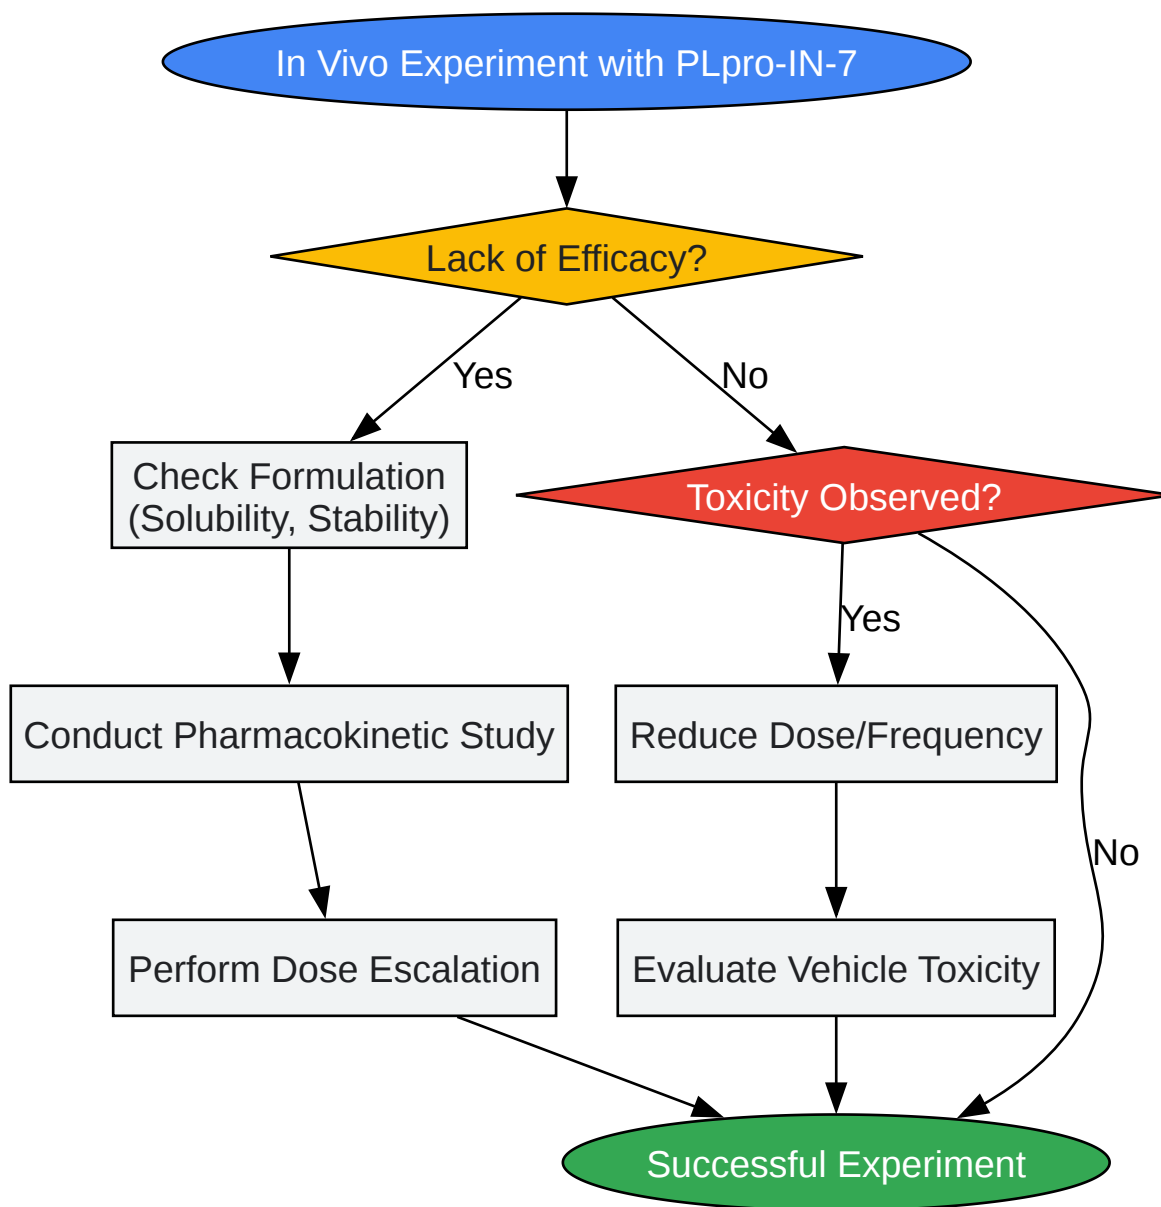 In Vivo Experiment with PLpro-IN-7
Lack of Efficacy?
Yes
No
Check Formulation
(Solubility, Stability)
Toxicity Observed?
Yes
Conduct Pharmacokinetic Study
Reduce Dose/Frequency
No
Perform Dose Escalation
Evaluate Vehicle Toxicity
Successful Experiment